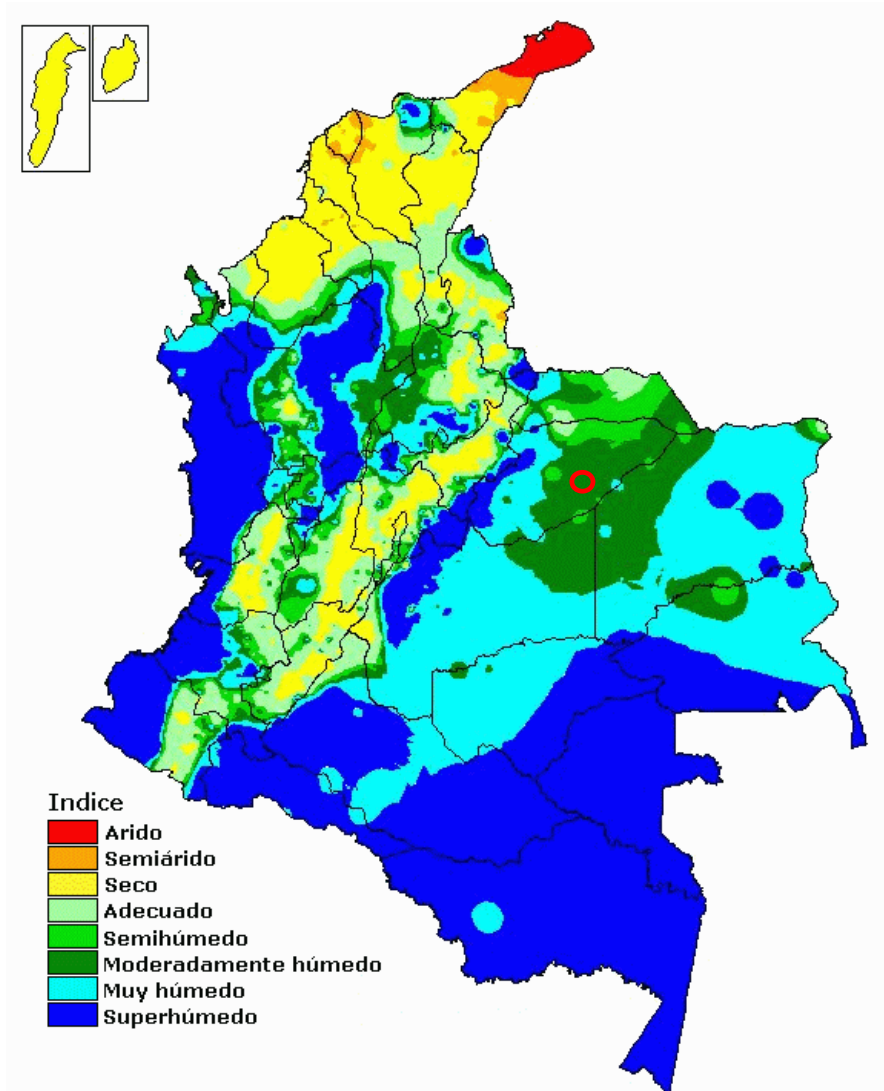 Indice
Arido
Semiárido
Seco
Adecuado
Semihúmedo
Moderadamente húmedo
Muy húmedo
Superhúmedo